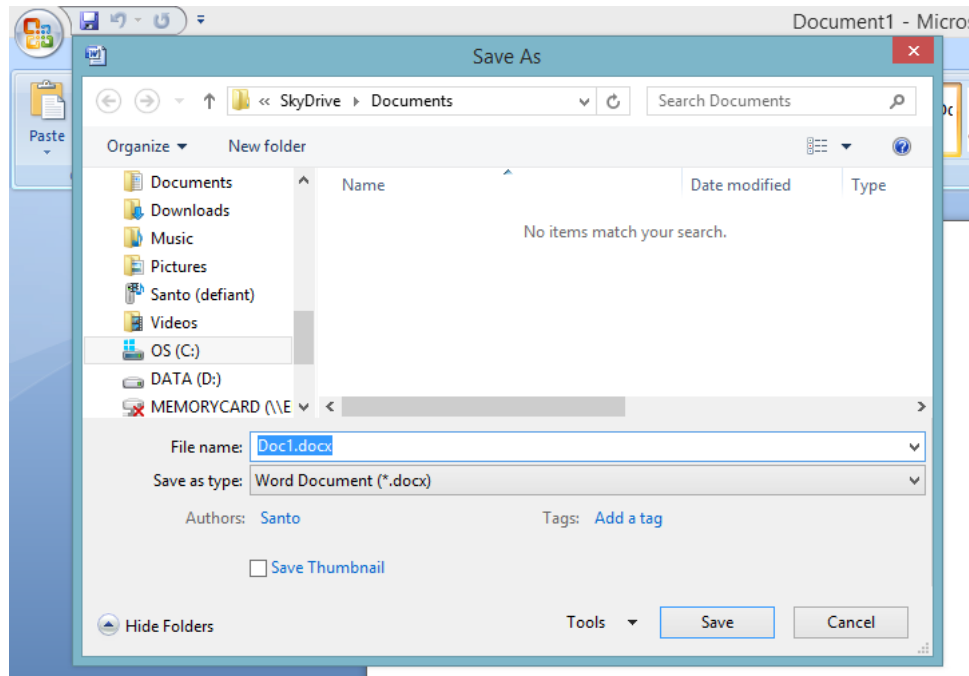 Document1 - Micros
Save As
Paste
« SkyDrive ▸ Documents
Search Documents
Organize
New folder
Documents
Downloads
Music
Pictures
Santo (defiant)
Videos
OS (C:)
DATA (D:)
MEMORYCARD (\\E
Name
Date modified
Type
No items match your search.
File name: Doc1.docx
Save as type: Word Document (*.docx)
Authors: Santo
Tags: Add a tag
Save Thumbnail
Hide Folders
Tools
Save
Cancel